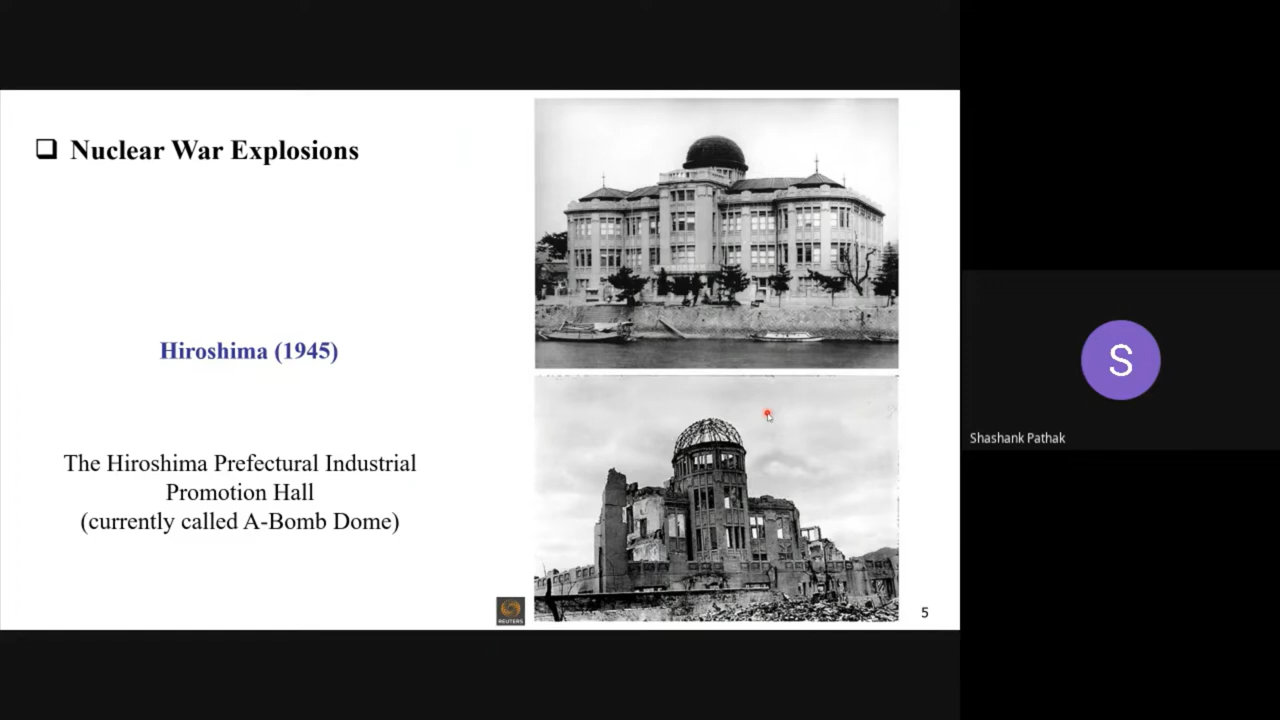 Nuclear War Explosions
Hiroshima (1945)
The Hiroshima Prefectural Industrial
Promotion Hall
(currently called A-Bomb Dome)
REUTERS
5
S
Shashank Pathak